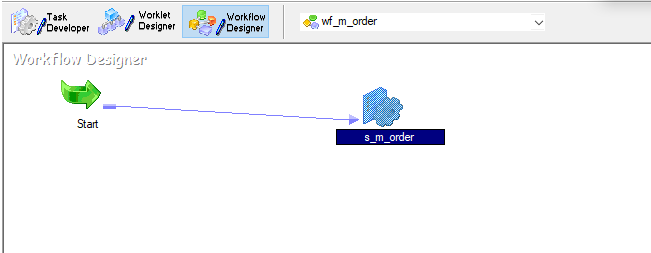 Task Developer
Worklet Designer
Workflow Designer
wf_m_order
Workflow Designer
Start
s_m_order